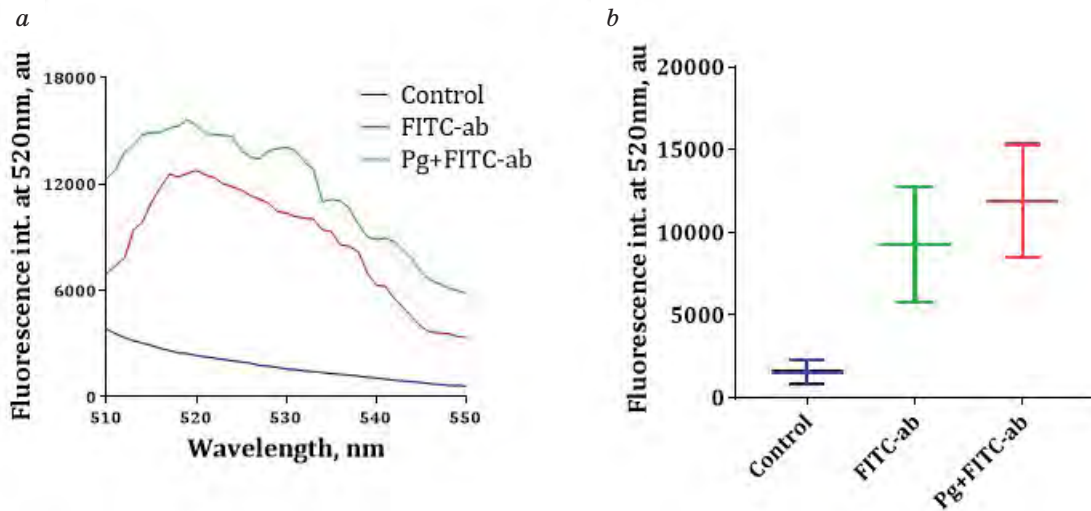 a
Fluorescence int. at 520nm, au
18000
12000
6000
0
510
520
530
540
550
Wavelength, nm
Control
FITC-ab
Pg+FITC-ab
b
Fluorescence int. at 520nm, au
20000
15000
10000
5000
0
Control
FITC-ab
Pg+FITC-ab